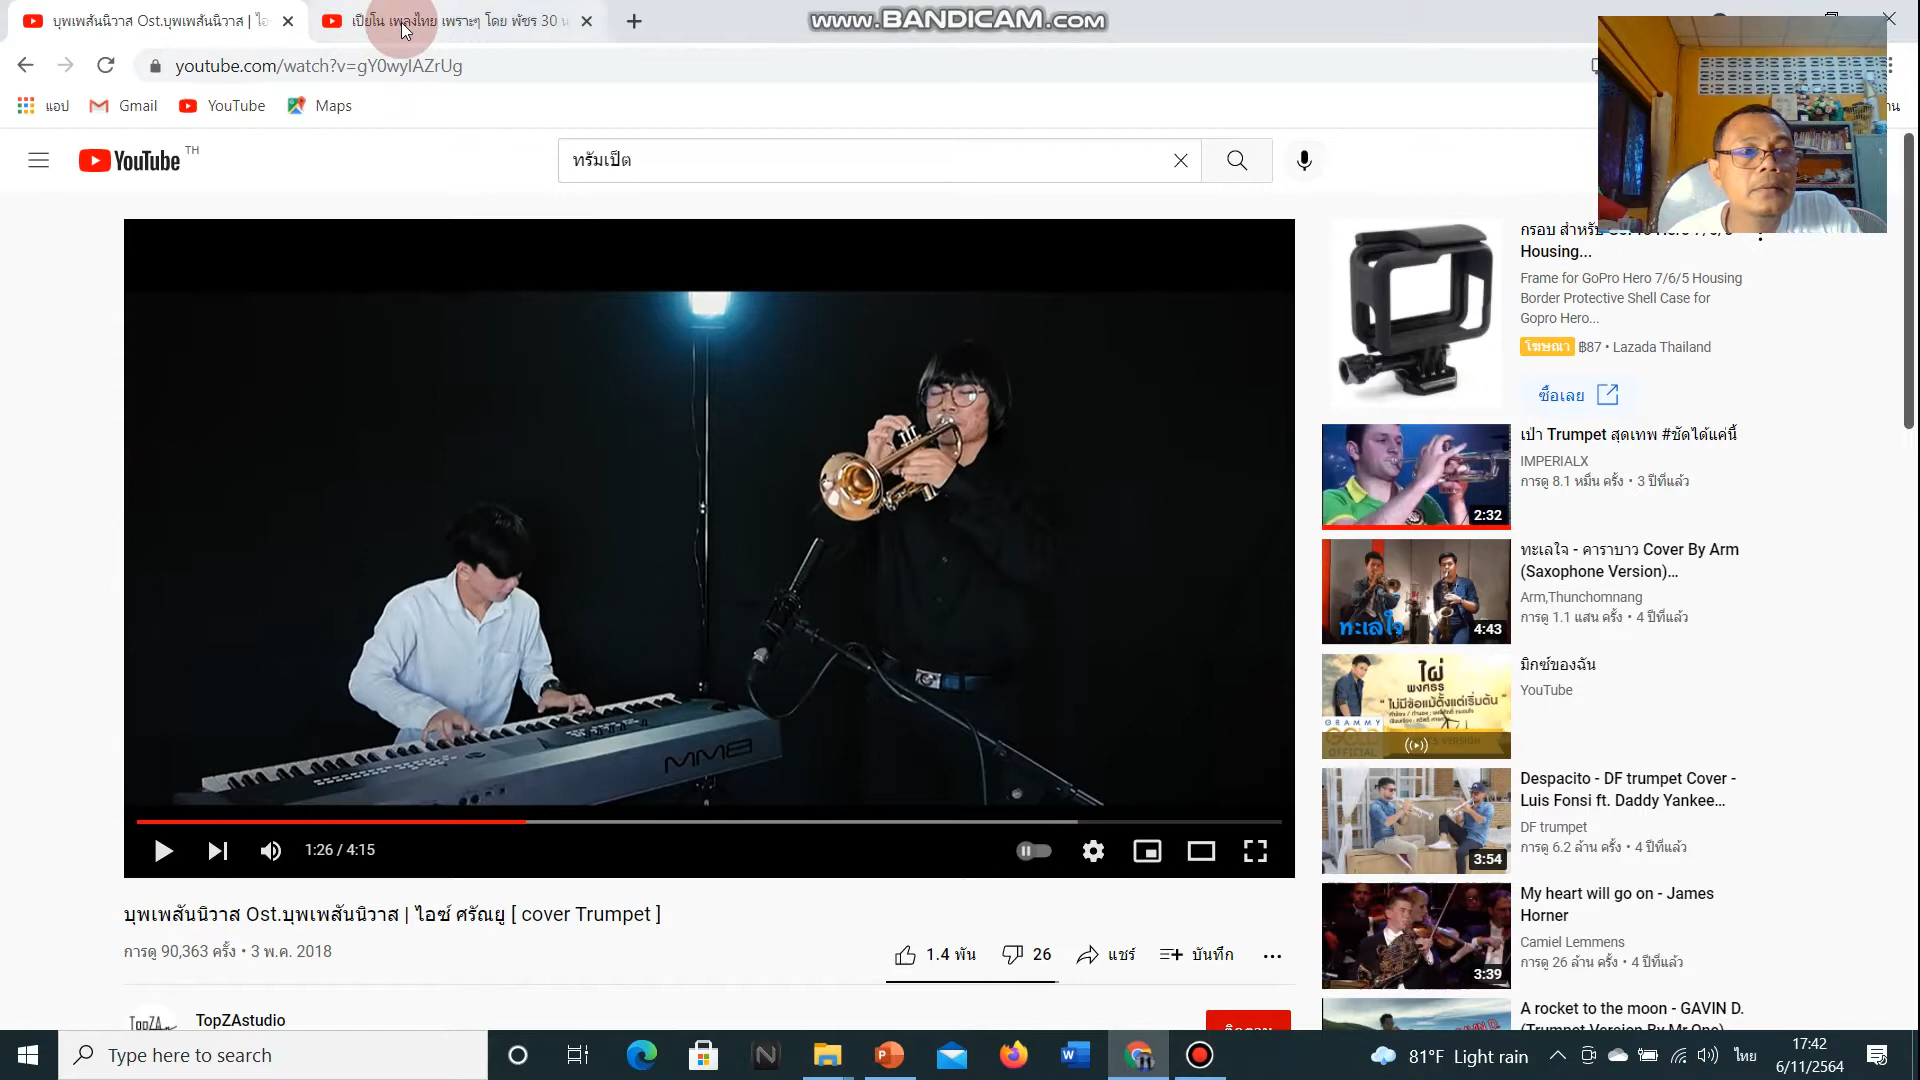 บุพเพสันนิวาส Ost.บุพเพสันนิวาส | ไอ
เปียโน เพลงไทย เพราะๆ โดย พัชร 30 น
www.BANDICAM.com
youtube.com/watch?v=gY0wyIAZrUg
แอป
Gmail
YouTube
Maps
YouTube TH
ทรัมเป็ต
กรอบ สำหรับ
Housing...
Frame for GoPro Hero 7/6/5 Housing
Border Protective Shell Case for
Gopro Hero...
โฆษณา ฿87 • Lazada Thailand
ซื้อเลย
MM8
1:26 / 4:15
บุพเพสันนิวาส Ost.บุพเพสันนิวาส | ไอซ์ ศรัณยู [ cover Trumpet ]
การดู 90,363 ครั้ง • 3 พ.ค. 2018
1.4 พัน
26
แชร์
บันทึก
TopZAstudio
2:32
เป่า Trumpet สุดเทพ #ชัดได้แค่นี้
IMPERIALX
การดู 8.1 หมื่น ครั้ง • 3 ปีที่แล้ว
ทะเลใจ
4:43
ทะเลใจ - คาราบาว Cover By Arm
(Saxophone Version)...
Arm,Thunchomnang
การดู 1.1 แสน ครั้ง • 4 ปีที่แล้ว
ไผ่
พงศธร
"ไม่มีข้อแม้ตั้งแต่เริ่มต้น"
GRAMMY
GOLD
OFFICIAL
มิกซ์ของฉัน
YouTube
3:54
Despacito - DF trumpet Cover -
Luis Fonsi ft. Daddy Yankee...
DF trumpet
การดู 6.2 ล้าน ครั้ง • 4 ปีที่แล้ว
3:39
My heart will go on - James
Horner
Camiel Lemmens
การดู 26 ล้าน ครั้ง • 4 ปีที่แล้ว
A rocket to the moon - GAVIN D.
(Trumpet Version By Mr.One)
Type here to search
81°F Light rain
ไทย
17:42
6/11/2564